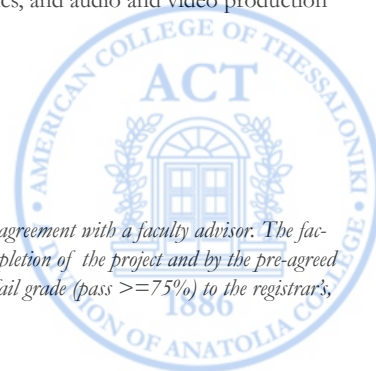 cs, and audio and video production
AMERICAN COLLEGE OF THESSALONIKI
ACT
agreement with a faculty advisor. The fac-
pletion of the project and by the pre-agreed
fail grade (pass >=75%) to the registrar's,
1886
DIVISION OF ANATOLIA COLLEGE